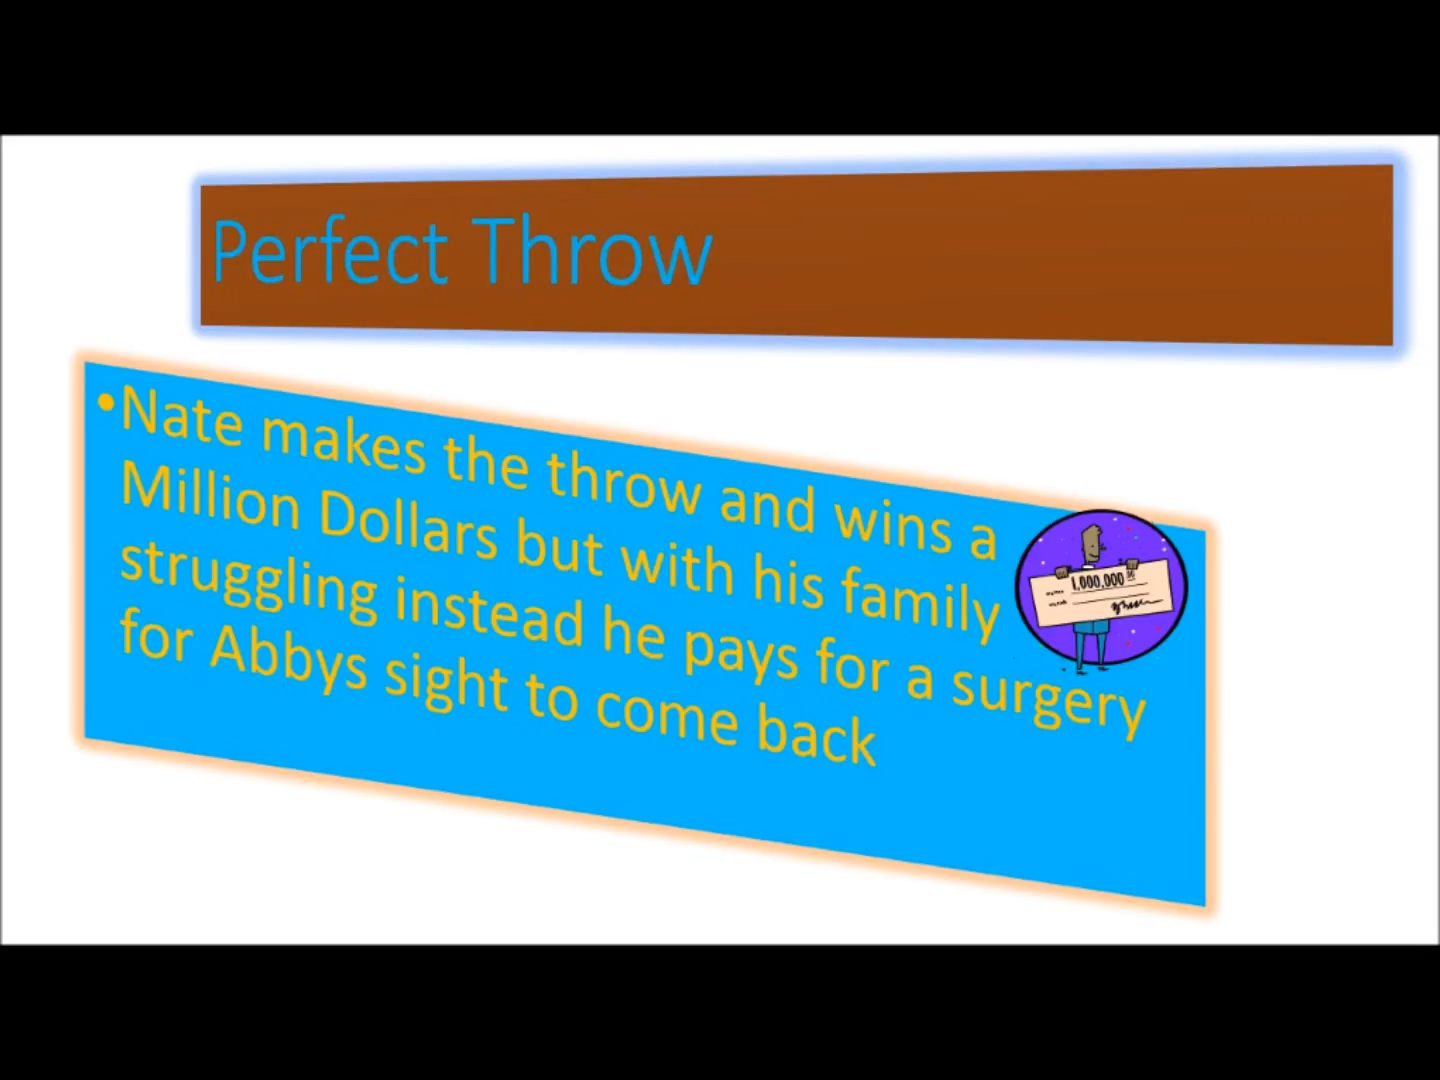 Perfect Throw
•Nate makes the throw and wins a
Million Dollars but with his family
struggling instead he pays for a surgery
for Abbys sight to come back
1,000,000 00